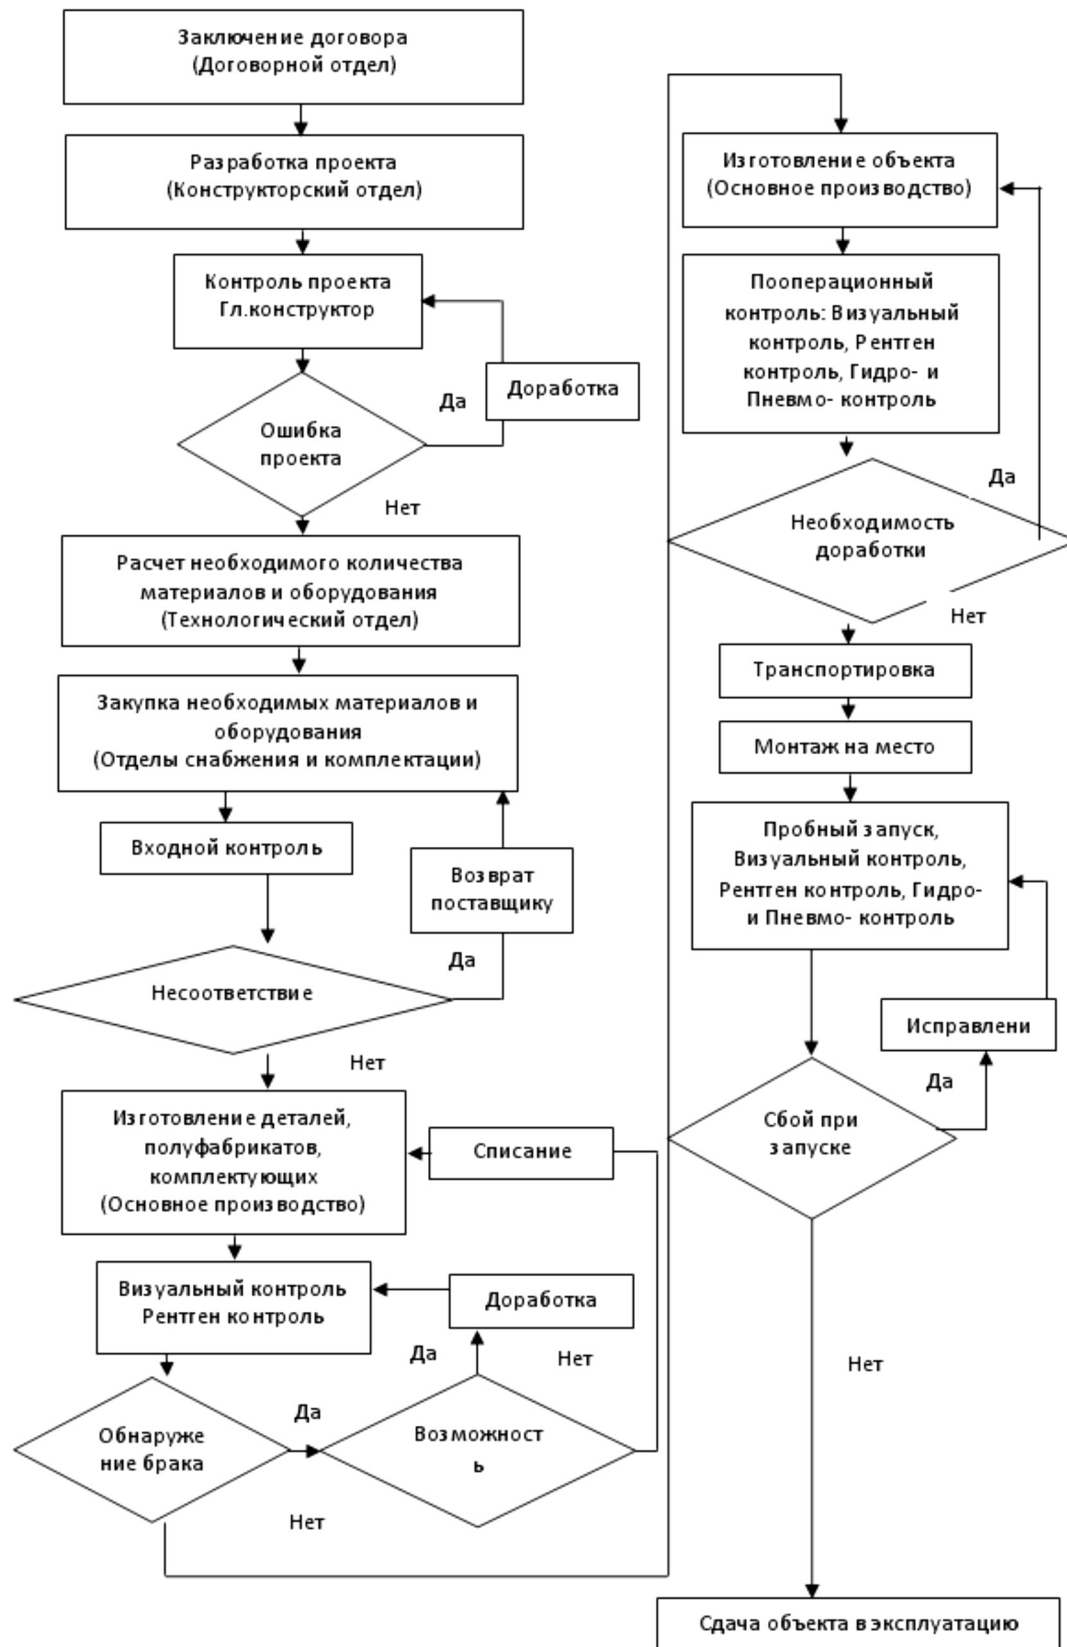 Заключение договора
(Договорной отдел)
Разработка проекта
(Конструкторский отдел)
Контроль проекта
Гл.конструктор
Доработка
Да
Ошибка
проекта
Нет
Расчет необходимого количества
материалов и оборудования
(Технологический отдел)
Закупка необходимых материалов и
оборудования
(Отделы снабжения и комплектации)
Входной контроль
Возврат
поставщику
Да
Несоответствие
Нет
Изготовление деталей,
полуфабрикатов,
комплектующих
(Основное производство)
Списание
Визуальный контроль
Рентген контроль
Доработка
Да
Нет
Да
Обнаруже
ние брака
Возможност
ь
Нет
Изготовление объекта
(Основное производство)
Пооперационный
контроль: Визуальный
контроль, Рентген
контроль, Гидро- и
Пневмо- контроль
Да
Необходимость
доработки
Нет
Транспортировка
Монтаж на место
Пробный запуск,
Визуальный контроль,
Рентген контроль, Гидро-
и Пневмо- контроль
Исправлени
Да
Сбой при
запуске
Нет
Сдача объекта в эксплуатацию